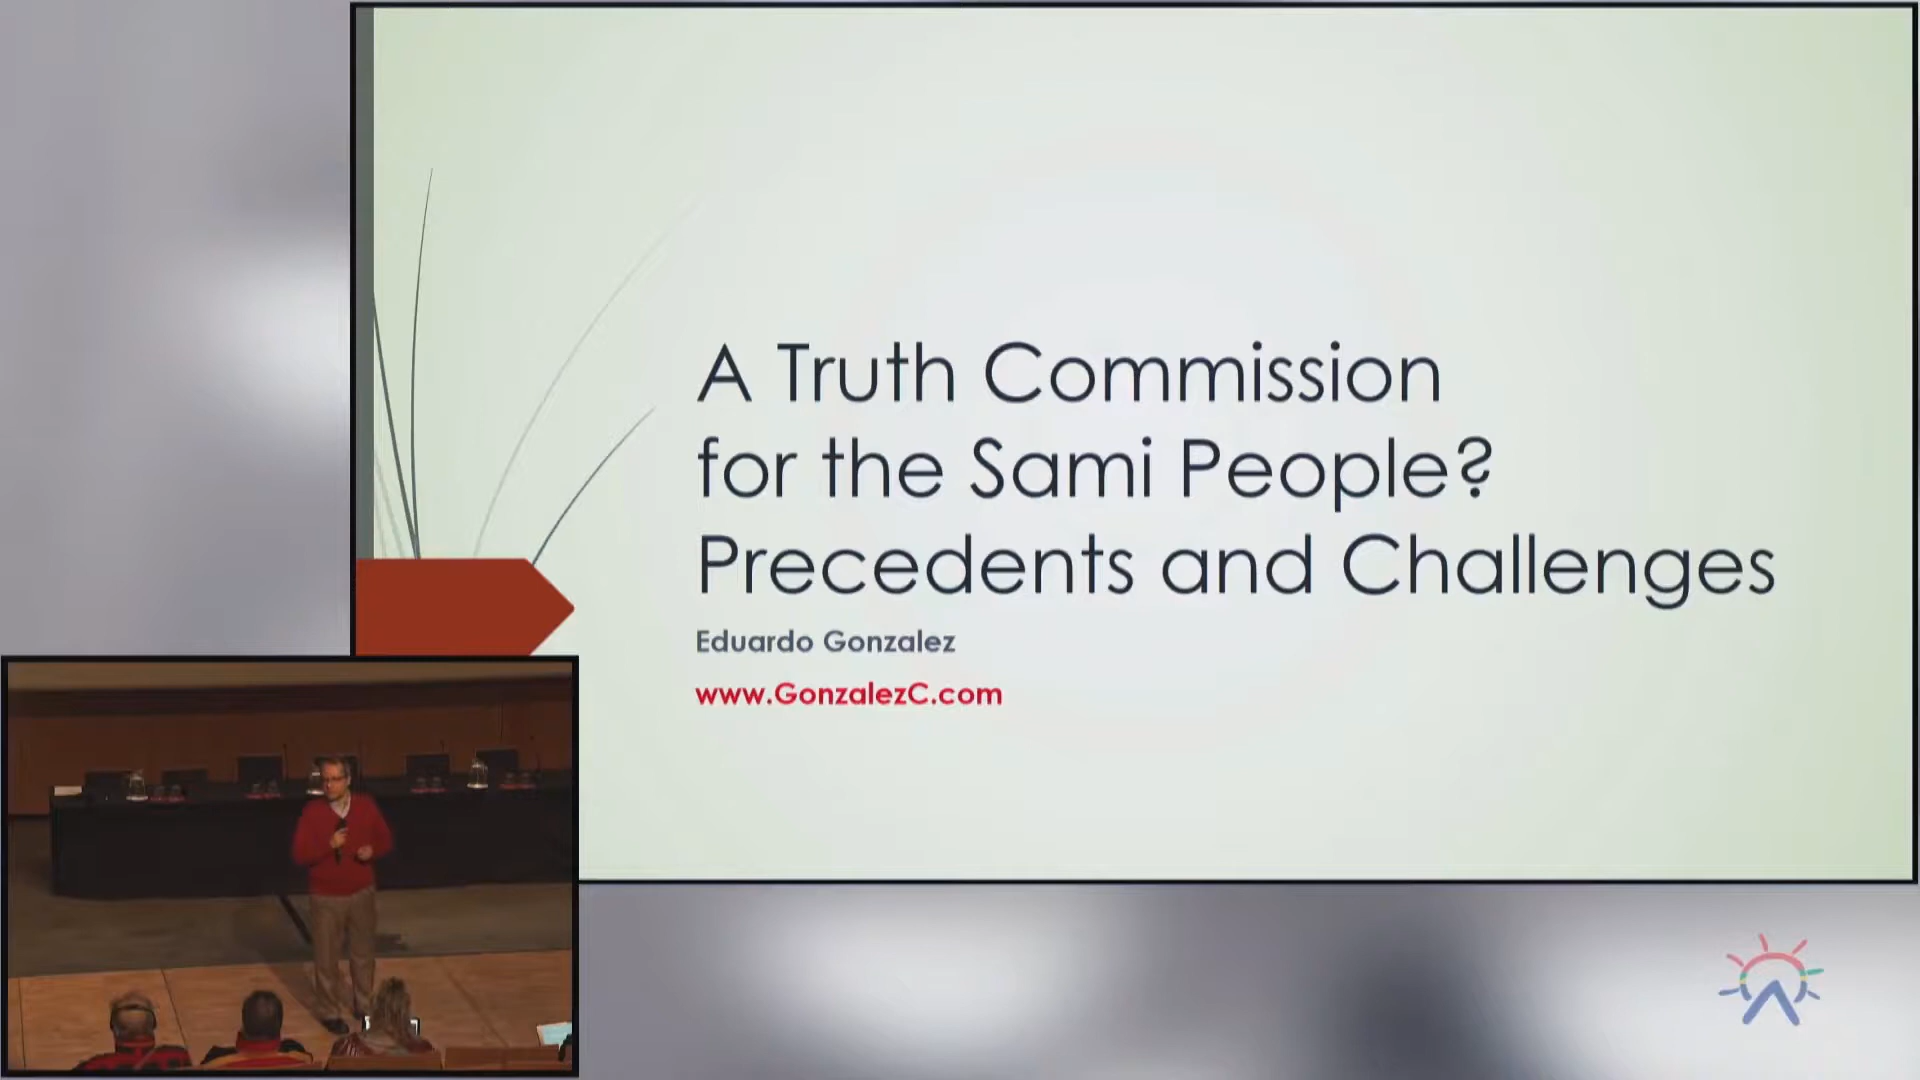 A Truth Commission
for the Sami People?
Precedents and Challenges
Eduardo Gonzalez
www.GonzalezC.com